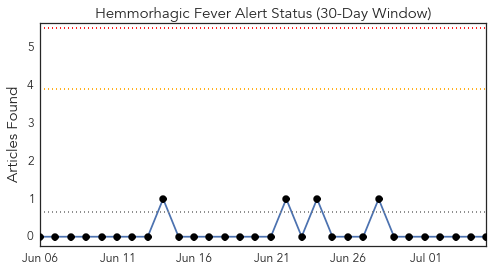 Hemmorhagic Fever Alert Status (30-Day Window)
Articles Found
5
4
3
2
1
0
Jun 06 Jun 11 Jun 16 Jun 21 Jun 26 Jul 01